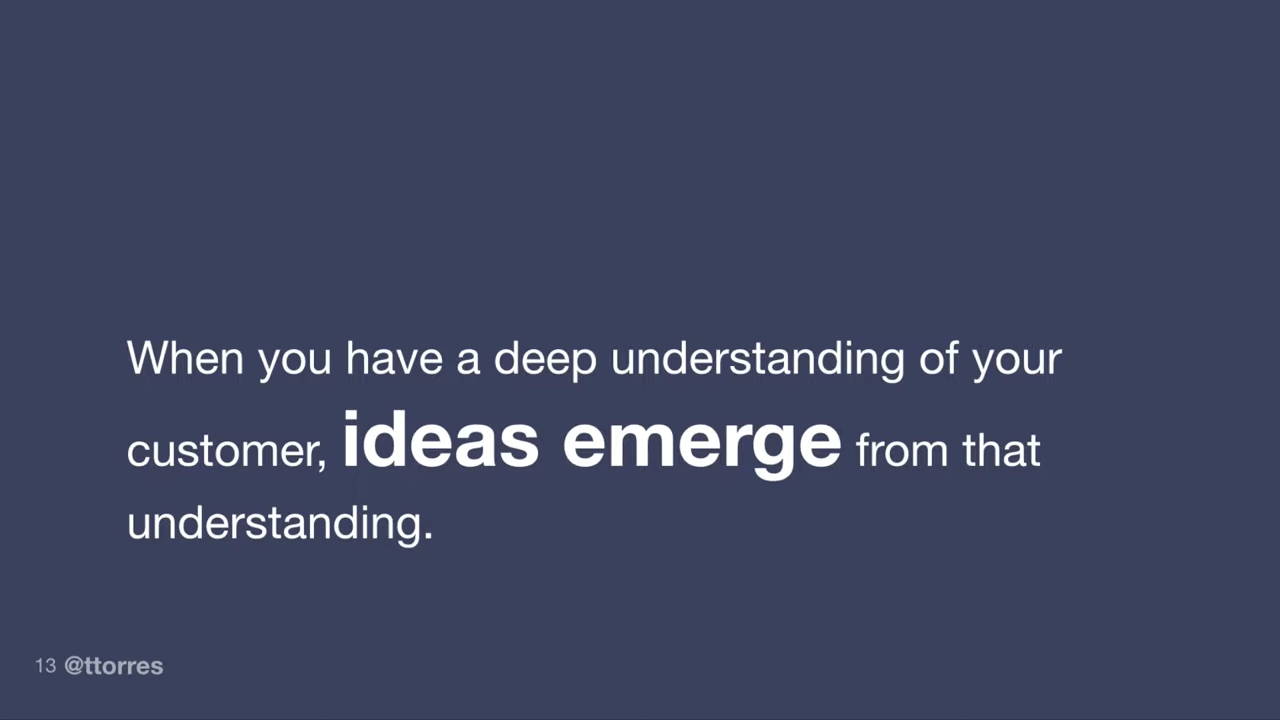 When you have a deep understanding of your
customer, ideas emerge from that
understanding.
13 @ttorres